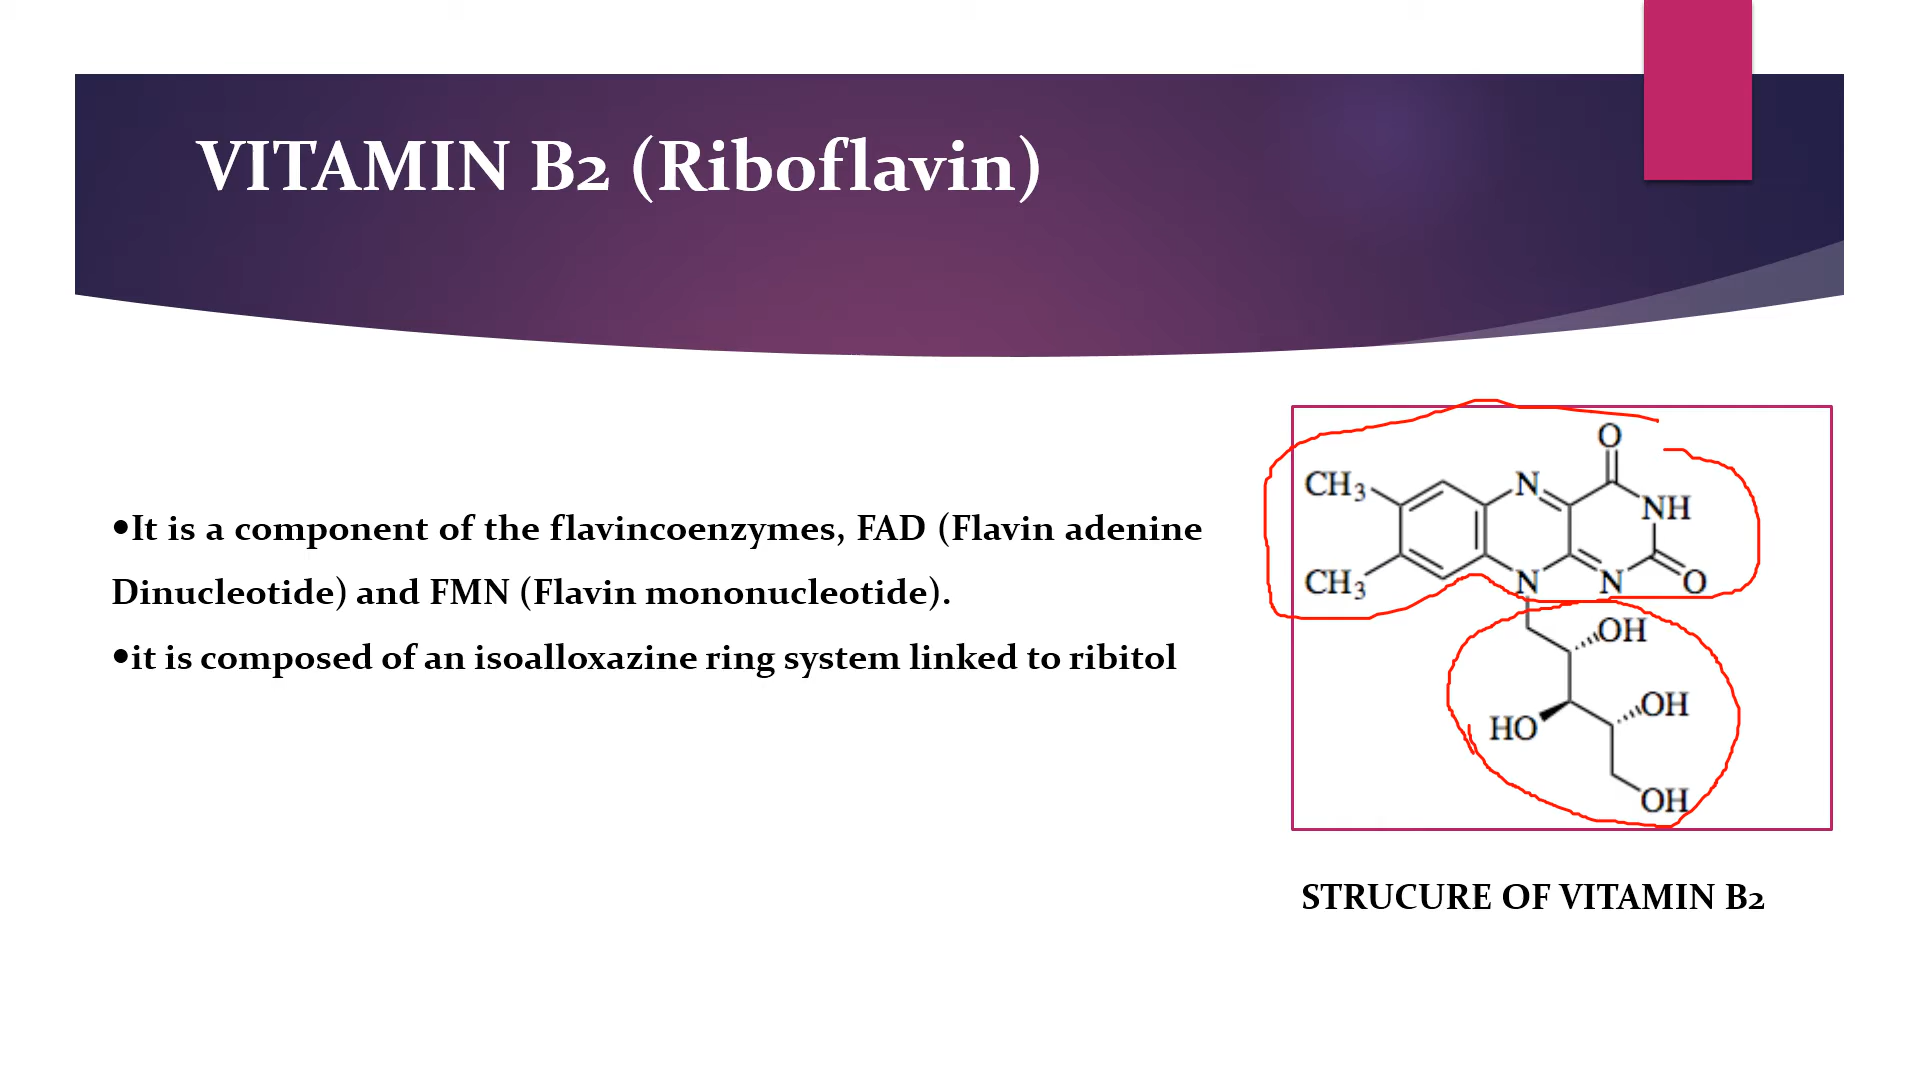 VITAMIN B2 (Riboflavin)
•It is a component of the flavincoenzymes, FAD (Flavin adenine
Dinucleotide) and FMN (Flavin mononucleotide).
•it is composed of an isoalloxazine ring system linked to ribitol
O
CH3 N NH
CH3 N N O
OH
HO OH
OH
STRUCURE OF VITAMIN B2